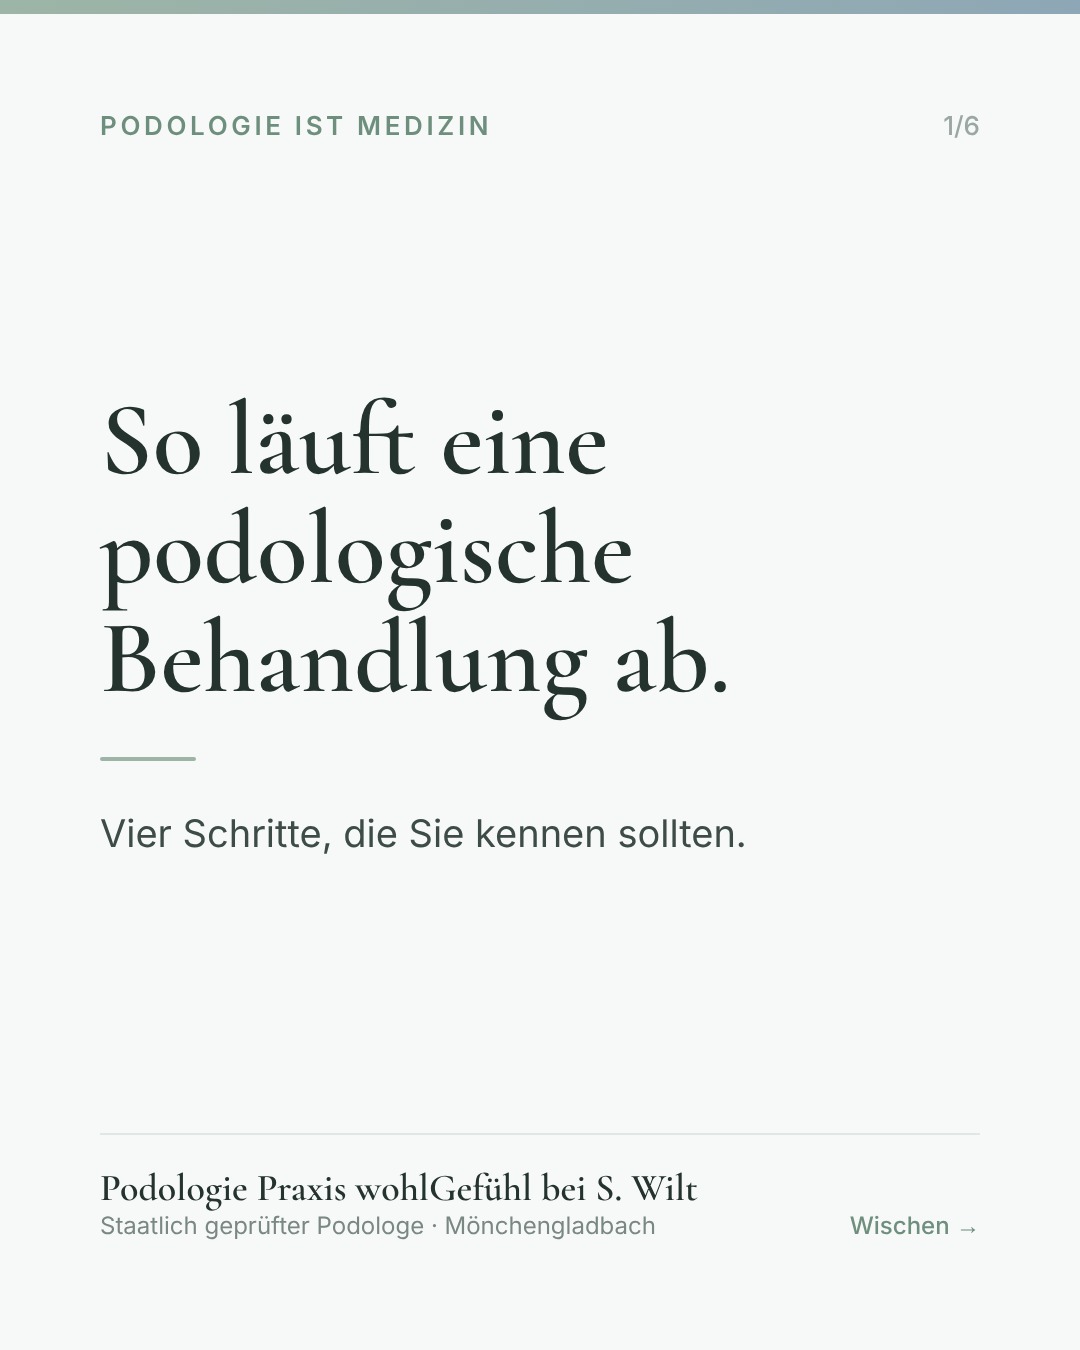 PODOLOGIE IST MEDIZIN
1/6
So läuft eine
podologische
Behandlung ab.
Vier Schritte, die Sie kennen sollten.
Podologie Praxis wohlGefühl bei S. Wilt
Staatlich geprüfter Podologe · Mönchengladbach
Wischen →